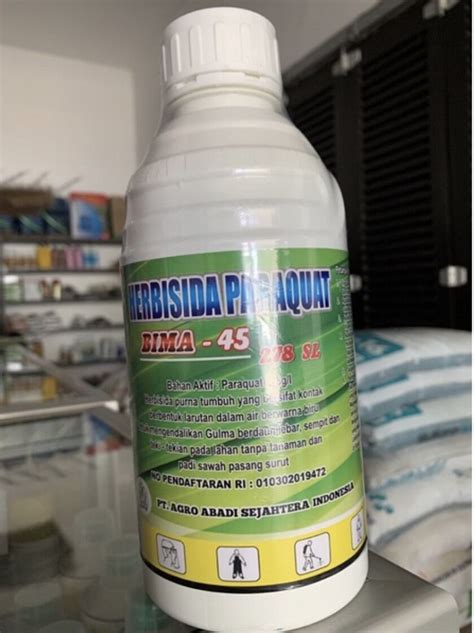 HERBISIDA PARAQUAT
BIMA - 45
278 SL
Bahan Aktif : Paraquat g/l
Herbisida purna tumbuh yang bersifat kontak
berbentuk larutan dalam air berwarna biru
mengendalikan Gulma berdaun lebar, sempit dan
teki - tekian pada lahan tanpa tanaman dan
padi sawah pasang surut
NO PENDAFTARAN RI : 010302019472
PT. AGRO ABADI SEJAHTERA INDONESIA